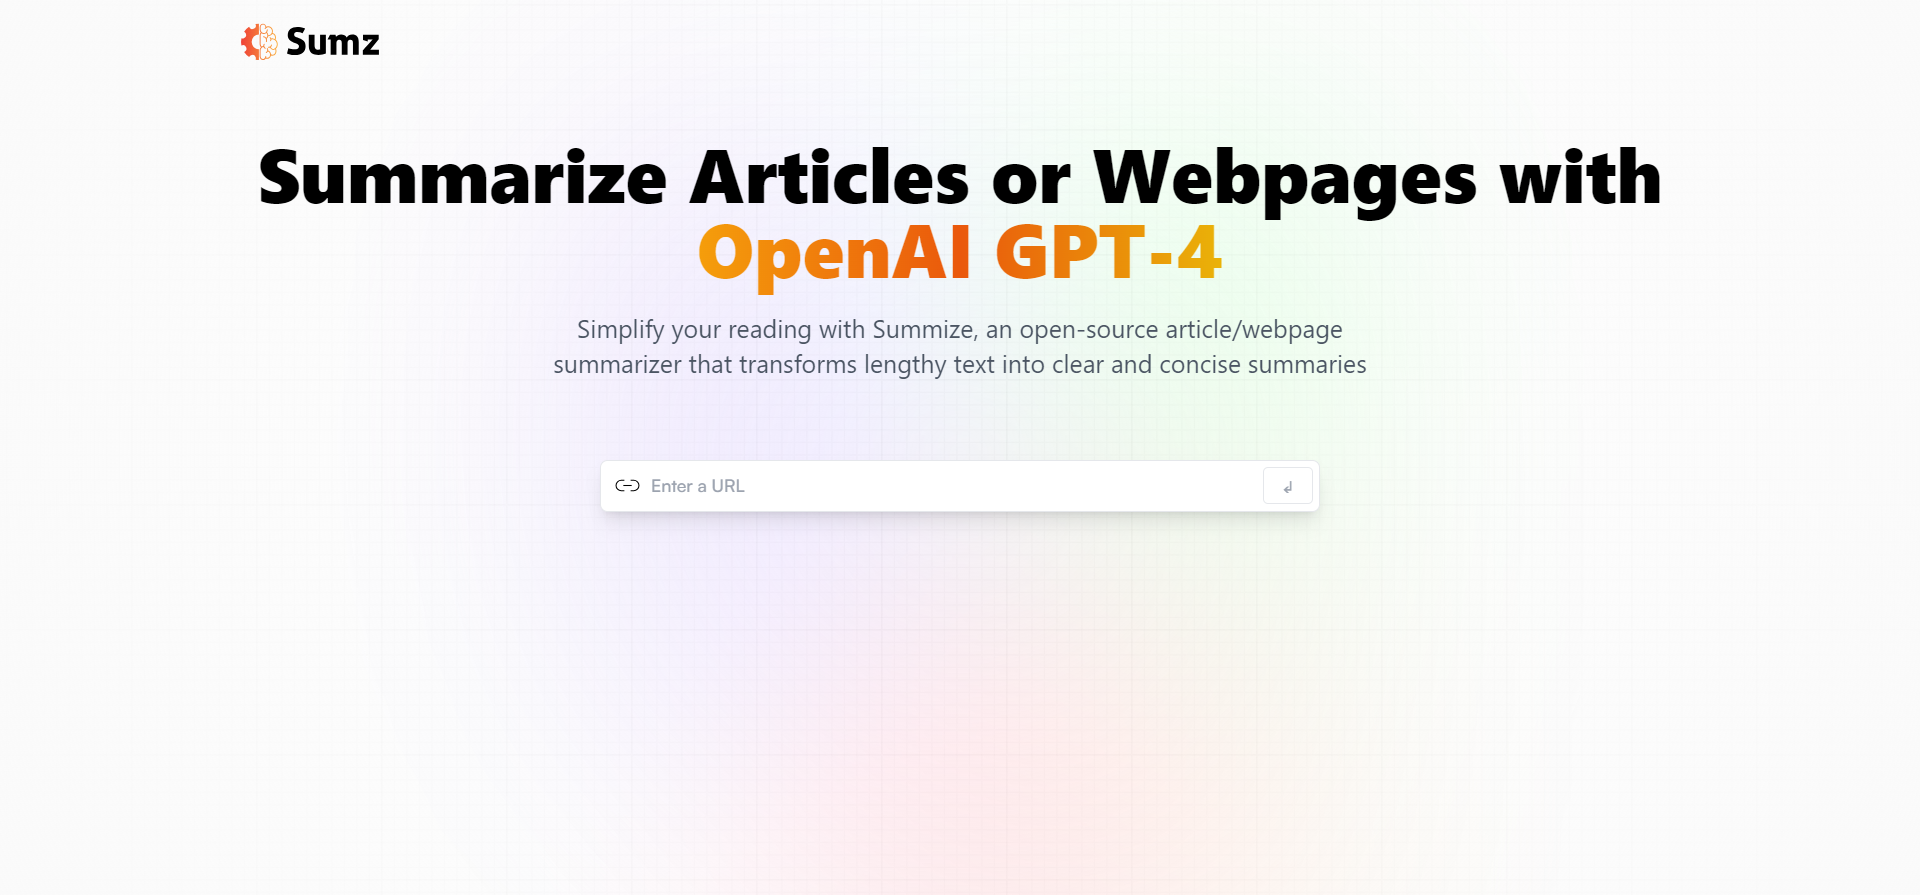 Sumz
Summarize Articles or Webpages with
OpenAI GPT-4
Simplify your reading with Summize, an open-source article/webpage
summarizer that transforms lengthy text into clear and concise summaries
Enter a URL
↲